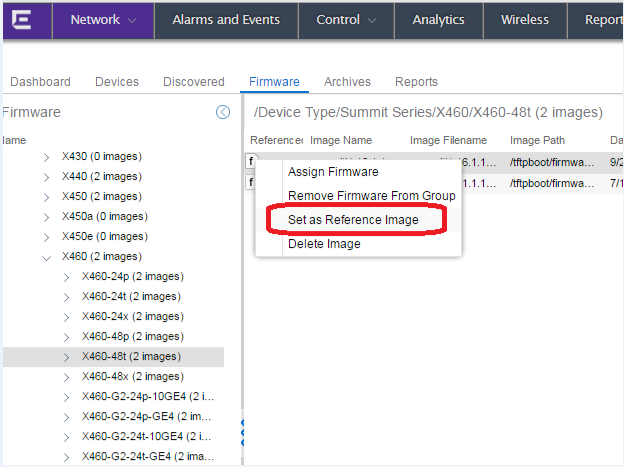 Network Alarms and Events Control Analytics Wireless Report
Dashboard Devices Discovered Firmware Archives Reports
Firmware
/Device Type/Summit Series/X460/X460-48t (2 images)
lame
Referenced Image Name Image Filename Image Path Da
X430 (0 images)
f 6.1.1... /tftpboot/firmwa... 9/2
X440 (2 images)
Assign Firmware
f 1.1.1... /tftpboot/firmwa... 7/1
X450 (2 images)
Remove Firmware From Group
X450a (0 images)
Set as Reference Image
X450e (0 images)
Delete Image
X460 (2 images)
X460-24p (2 images)
X460-24t (2 images)
X460-24x (2 images)
X460-48p (2 images)
X460-48t (2 images)
X460-48x (2 images)
X460-G2-24p-10GE4 (2 i...
X460-G2-24p-GE4 (2 im...
X460-G2-24t-10GE4 (2 i...
X460-G2-24t-GE4 (2 ima...